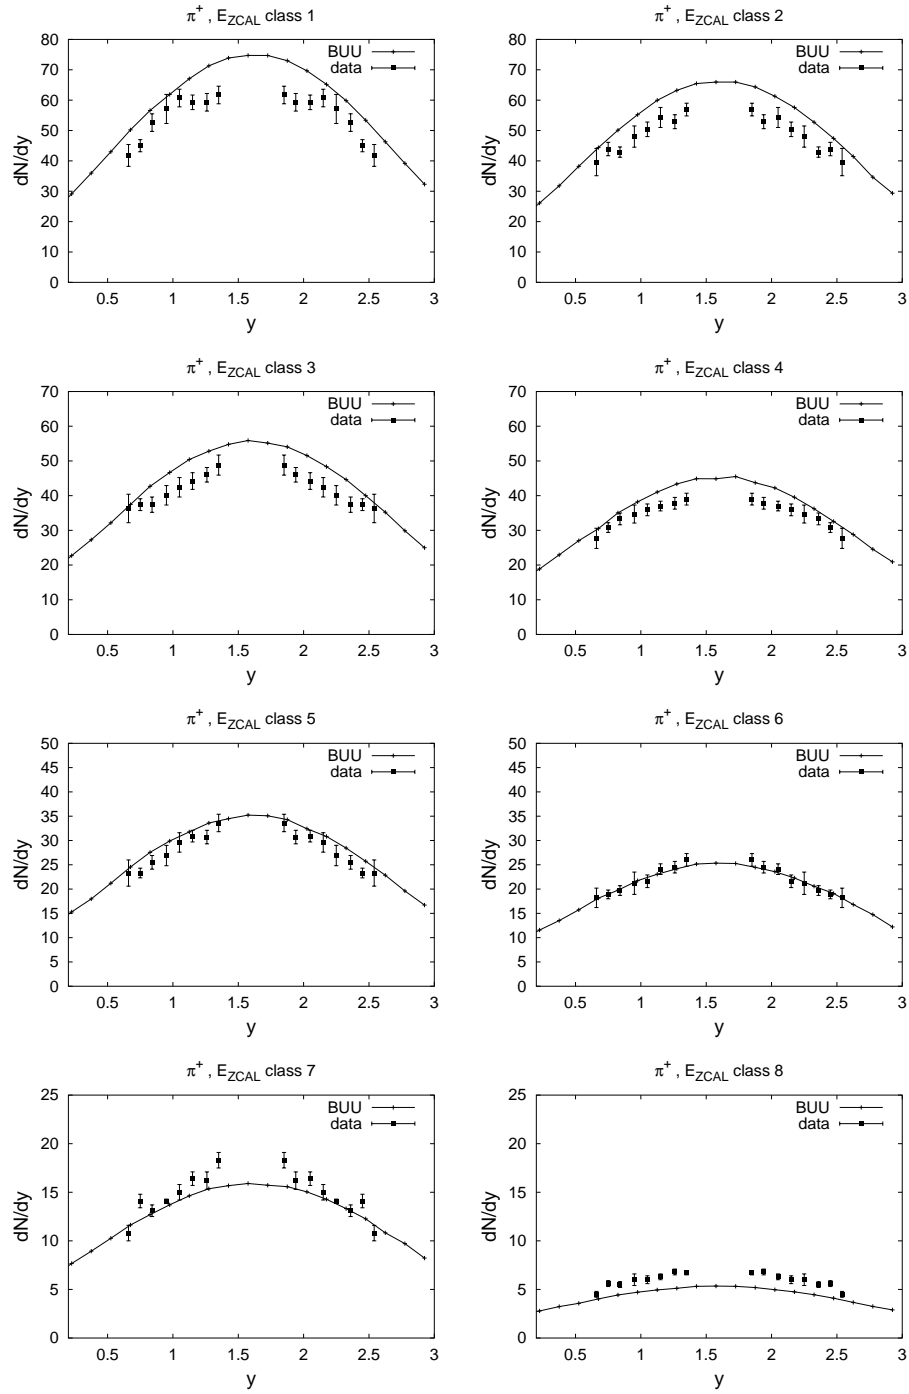 π+ , E_ZCAL class 1
80
70
60
50
40
30
20
10
0
dN/dy
BUU
data
0.5 1 1.5 2 2.5 3
y
π+ , E_ZCAL class 2
80
70
60
50
40
30
20
10
0
dN/dy
BUU
data
0.5 1 1.5 2 2.5 3
y
π+ , E_ZCAL class 3
70
60
50
40
30
20
10
0
dN/dy
BUU
data
0.5 1 1.5 2 2.5 3
y
π+ , E_ZCAL class 4
70
60
50
40
30
20
10
0
dN/dy
BUU
data
0.5 1 1.5 2 2.5 3
y
π+ , E_ZCAL class 5
50
45
40
35
30
25
20
15
10
5
0
dN/dy
BUU
data
0.5 1 1.5 2 2.5 3
y
π+ , E_ZCAL class 6
50
45
40
35
30
25
20
15
10
5
0
dN/dy
BUU
data
0.5 1 1.5 2 2.5 3
y
π+ , E_ZCAL class 7
25
20
15
10
5
0
dN/dy
BUU
data
0.5 1 1.5 2 2.5 3
y
π+ , E_ZCAL class 8
25
20
15
10
5
0
dN/dy
BUU
data
0.5 1 1.5 2 2.5 3
y